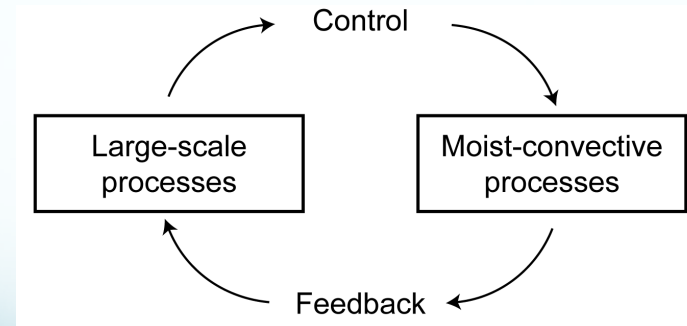 Control
Large-scale
processes
Moist-convective
processes
Feedback